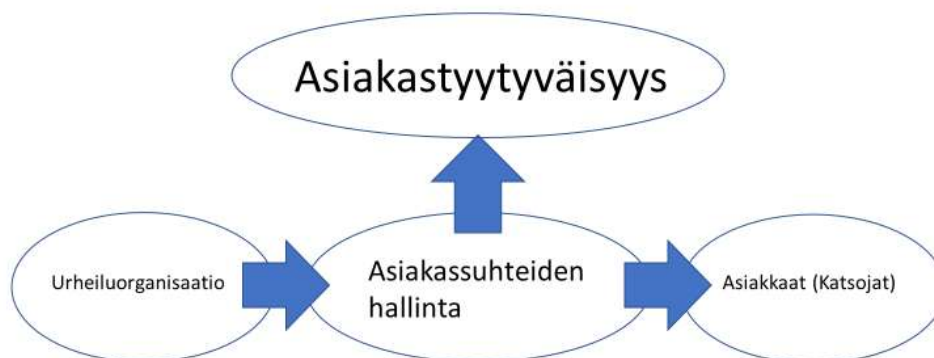 Asiakastyytyväisyys
Urheiluorganisaatio
Asiakassuhteiden
hallinta
Asiakkaat (Katsojat)